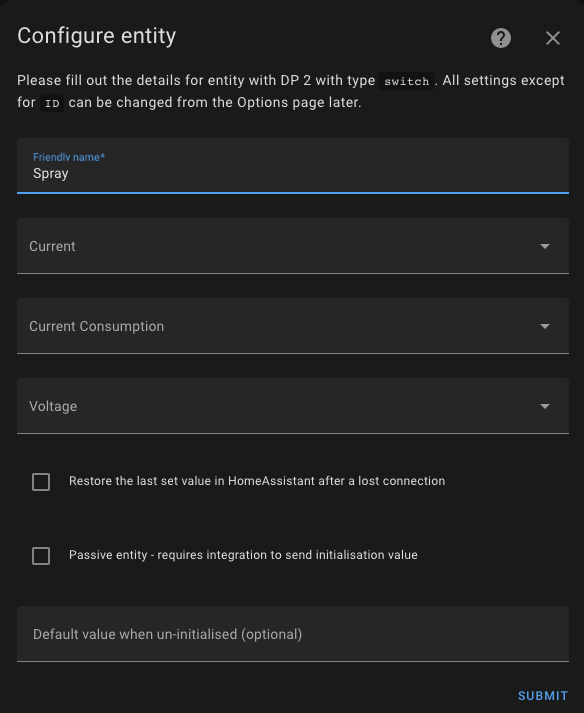 Configure entity
Please fill out the details for entity with DP 2 with type switch. All settings except
for ID can be changed from the Options page later.
Friendly name*
Spray
Current
Current Consumption
Voltage
Restore the last set value in HomeAssistant after a lost connection
Passive entity - requires integration to send initialisation value
Default value when un-initialised (optional)
SUBMIT